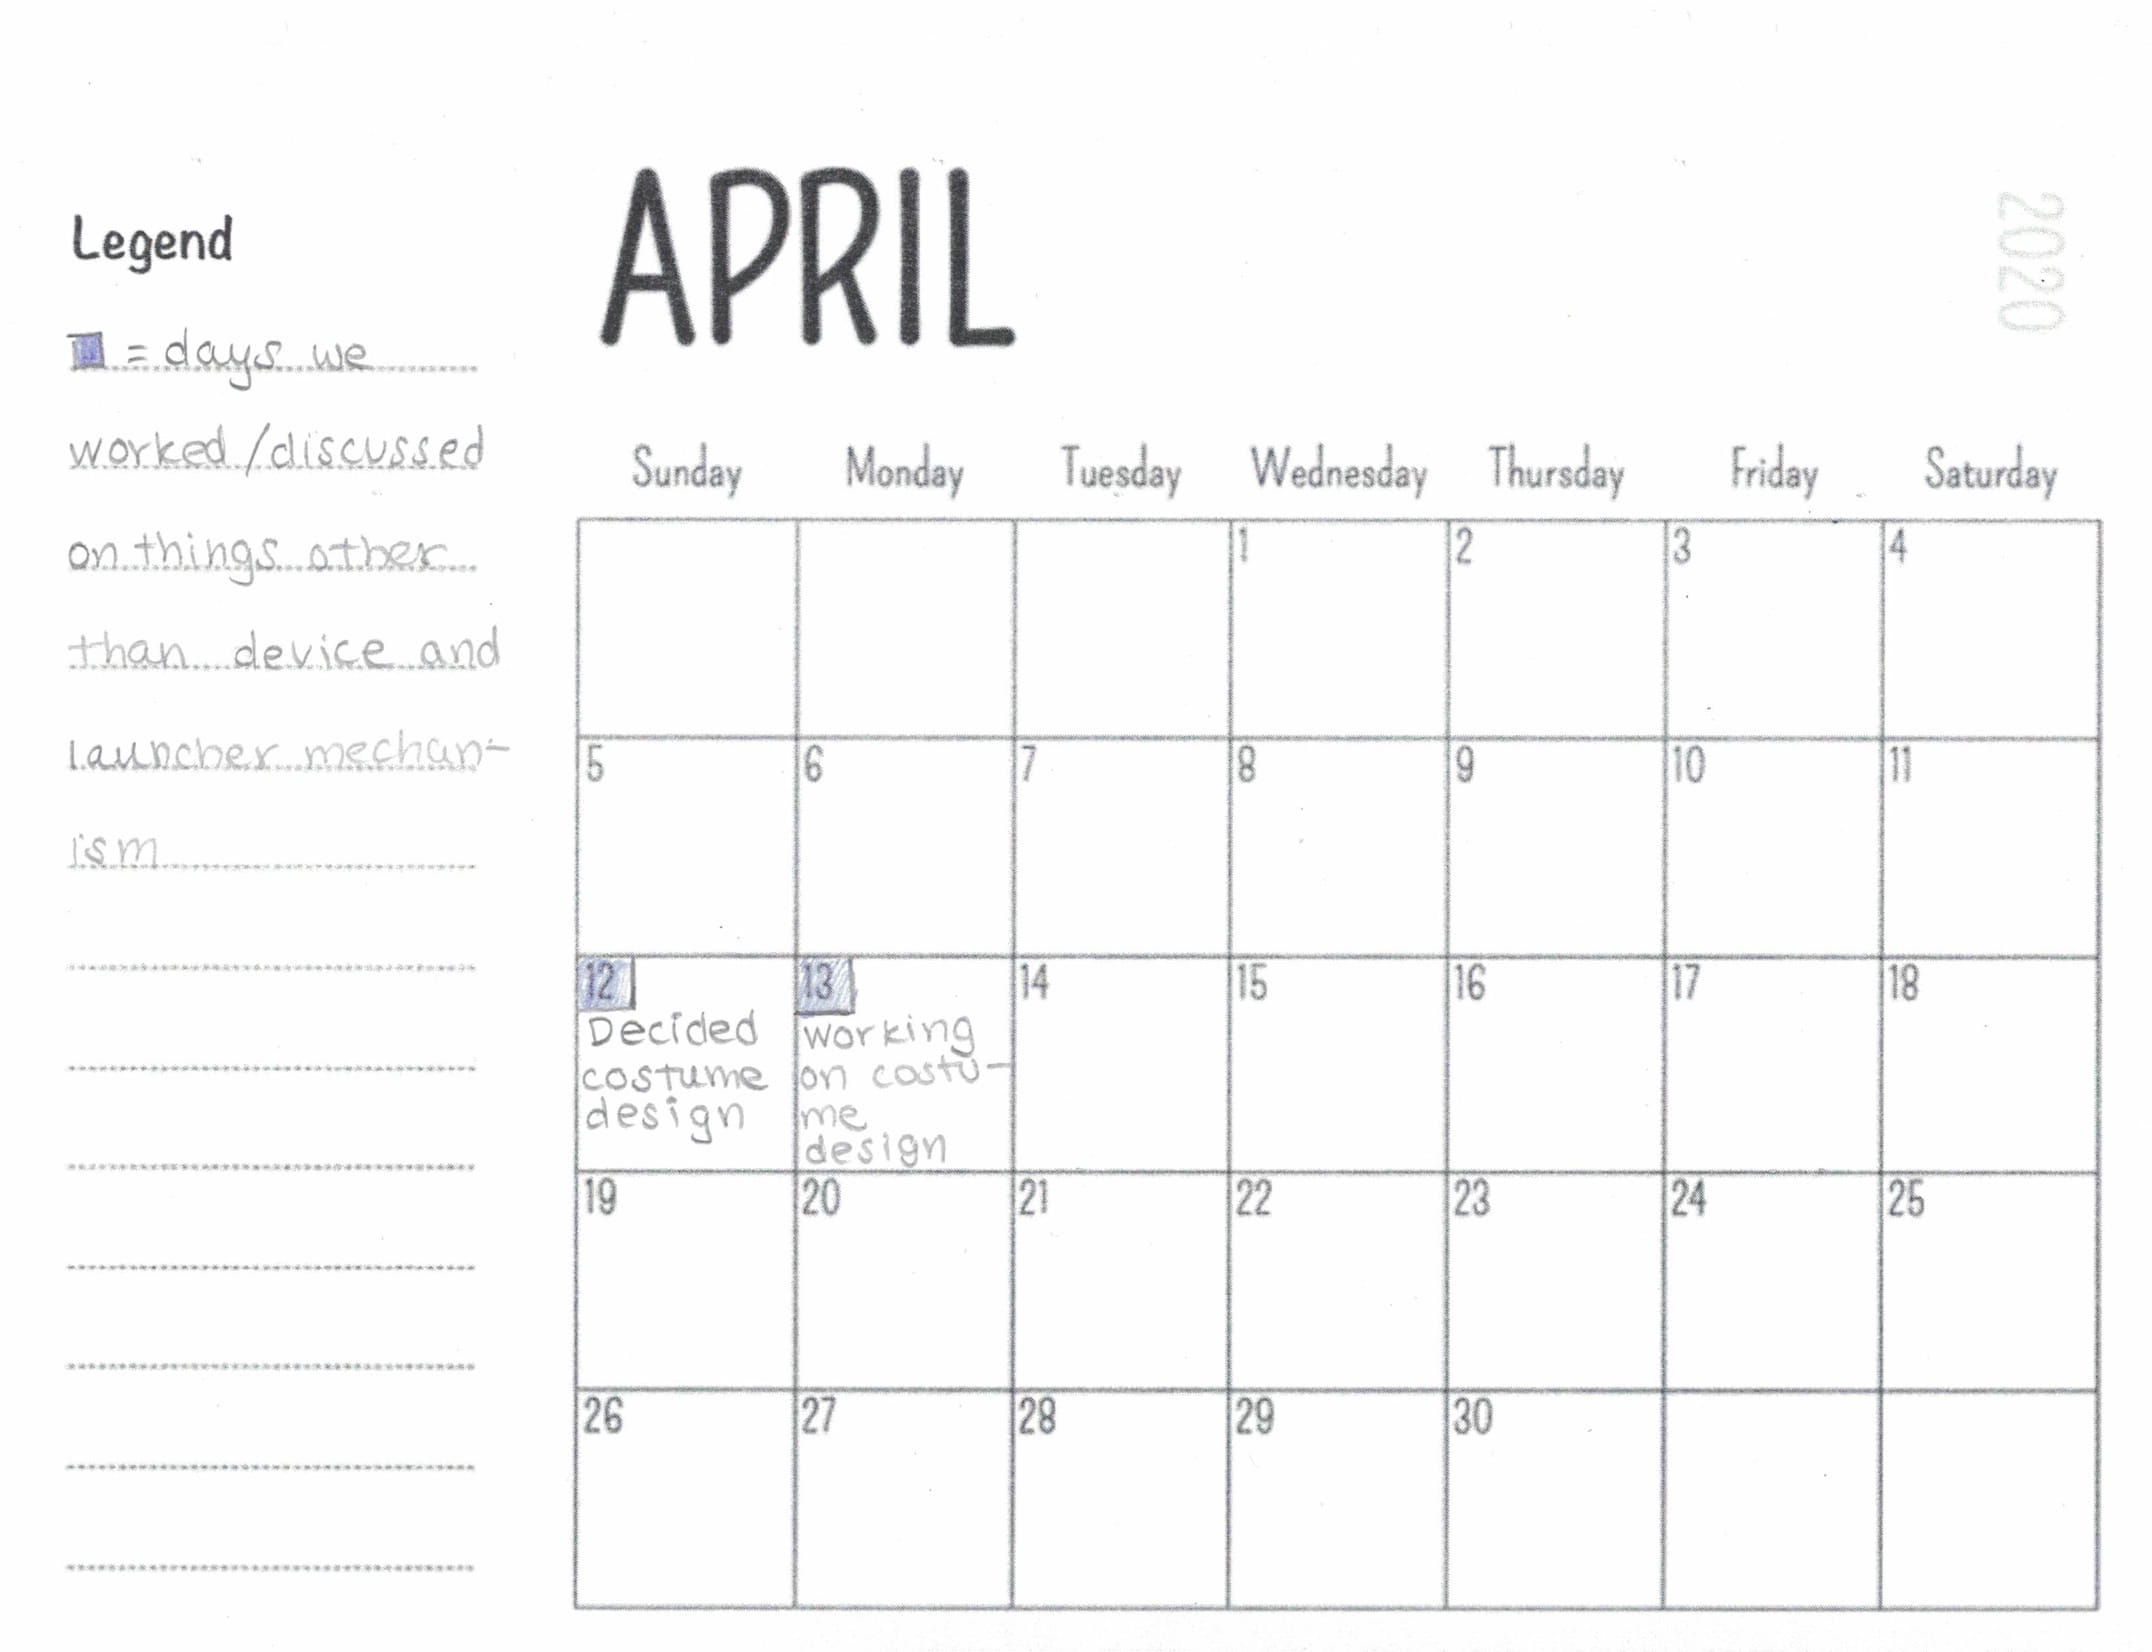 Legend
= days we
worked/discussed
on things other
than device and
launcher mechan-
ism
APRIL
2020
Sunday Monday Tuesday Wednesday Thursday Friday Saturday
1 2 3 4
5 6 7 8 9 10 11
12 13 14 15 16 17 18
Decided
costume
design
working
on costu-
me
design
19 20 21 22 23 24 25
26 27 28 29 30